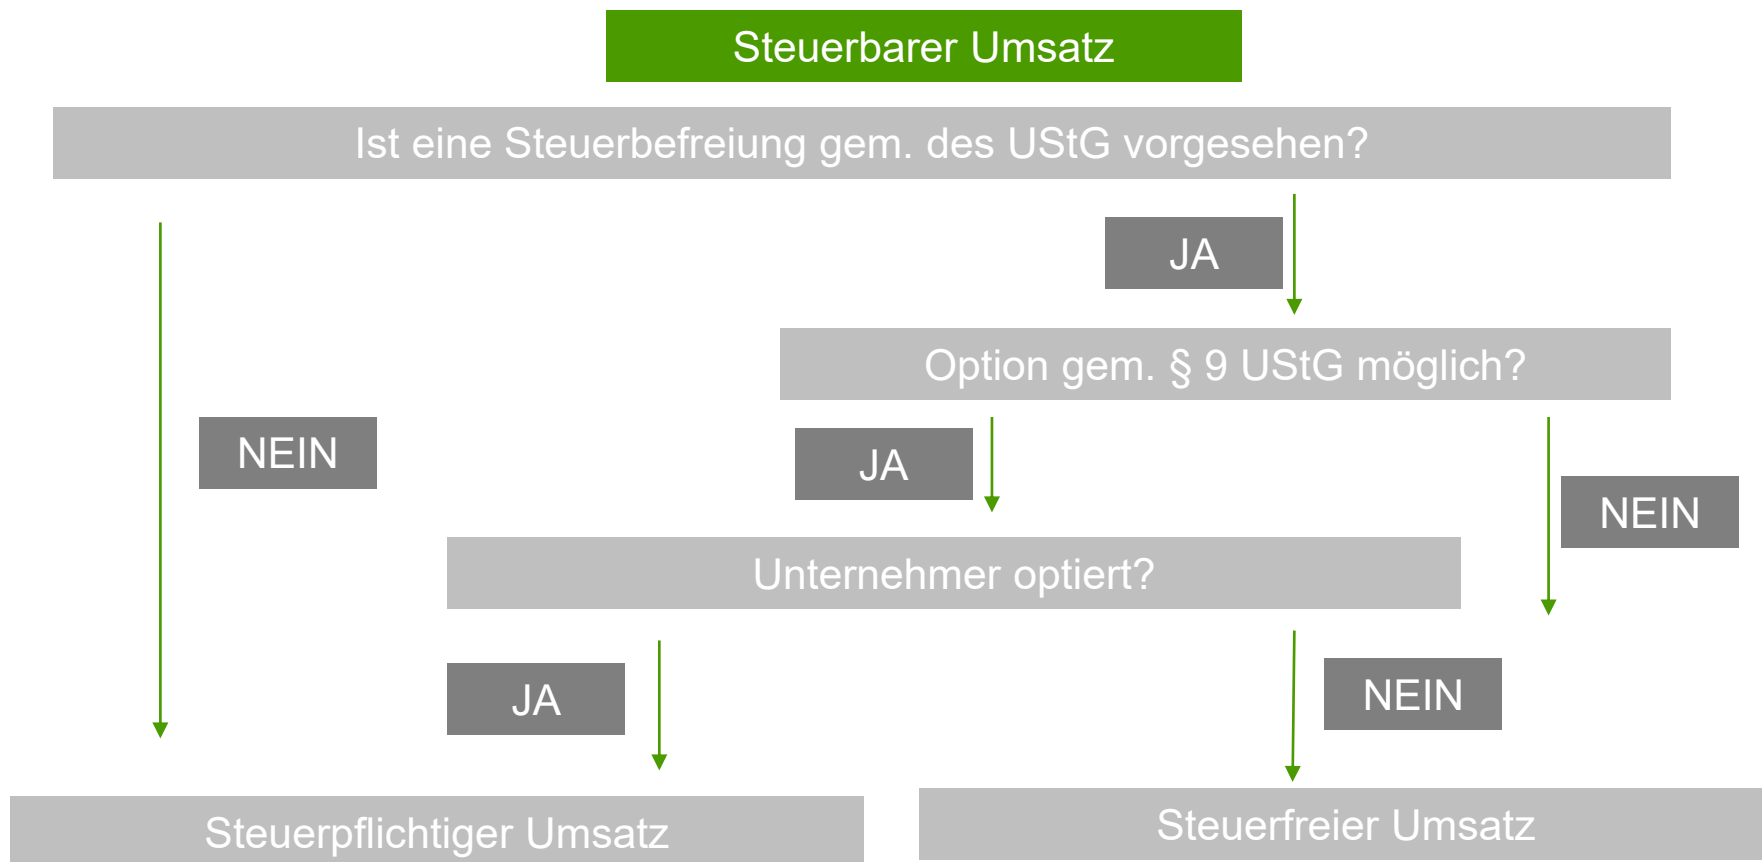 Steuerbarer Umsatz
Ist eine Steuerbefreiung gem. des UStG vorgesehen?
JA
Option gem. § 9 UStG möglich?
NEIN
JA
NEIN
Unternehmer optiert?
JA
NEIN
Steuerpflichtiger Umsatz
Steuerfreier Umsatz